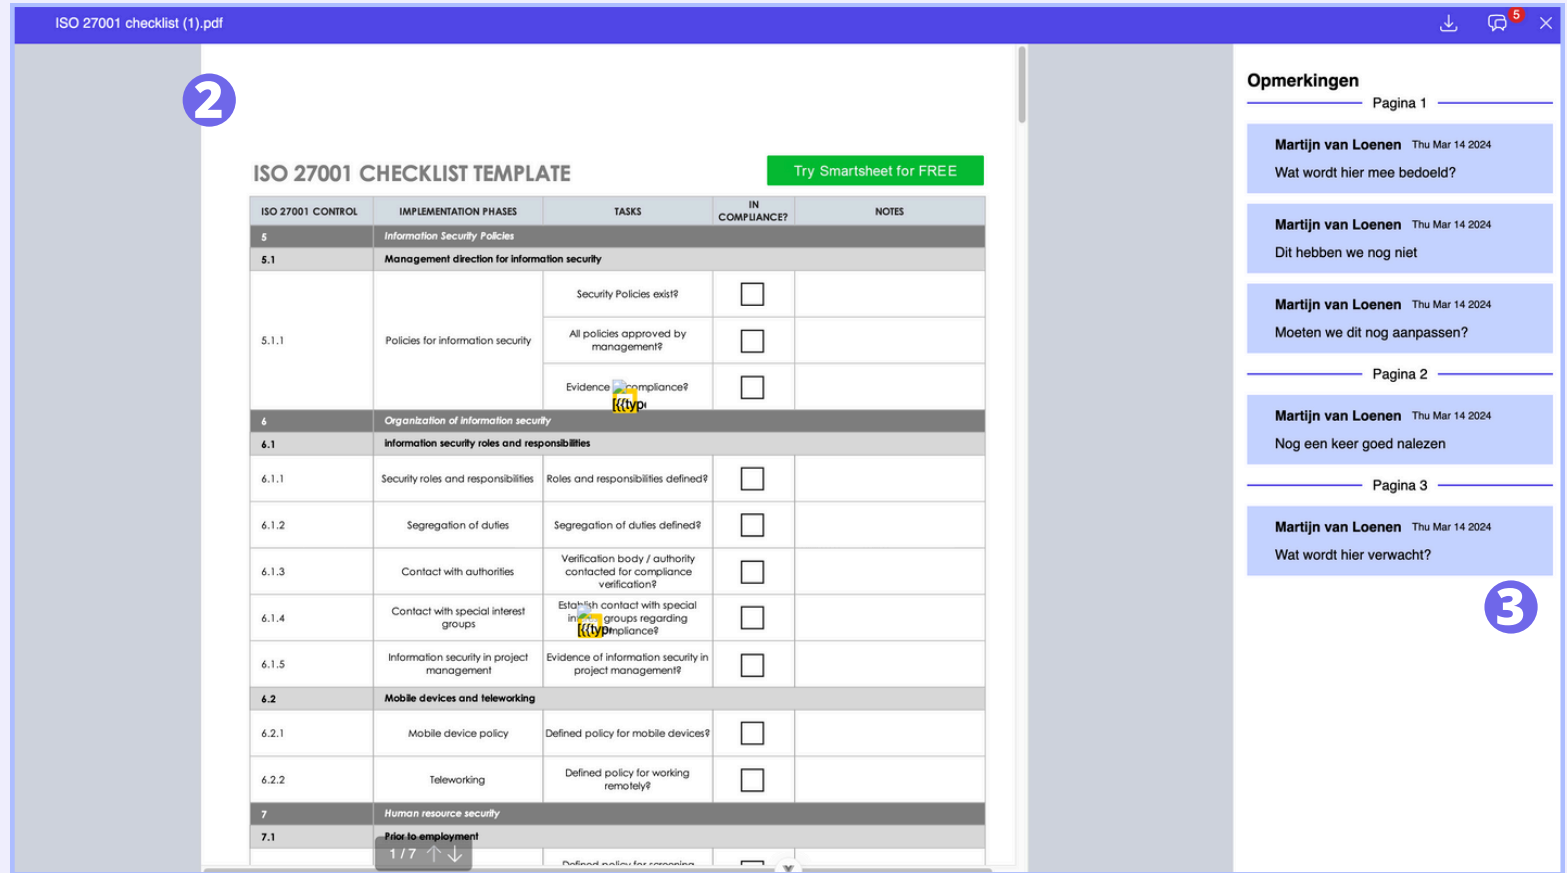 ISO 27001 checklist (1).pdf
5
2
ISO 27001 CHECKLIST TEMPLATE
Try Smartsheet for FREE
ISO 27001 CONTROL
IMPLEMENTATION PHASES
TASKS
IN
COMPLIANCE?
NOTES
5
Information Security Policies
5.1
Management direction for information security
5.1.1
Policies for information security
Security Policies exist?
All policies approved by
management?
Evidence compliance?
[{{type
6
Organization of information security
6.1
information security roles and responsibilities
6.1.1
Security roles and responsibilities
Roles and responsibilities defined?
6.1.2
Segregation of duties
Segregation of duties defined?
6.1.3
Contact with authorities
Verification body / authority
contacted for compliance
verification?
6.1.4
Contact with special interest
groups
Establish contact with special
groups regarding
[{{typ
6.1.5
Information security in project
management
Evidence of information security in
project management?
6.2
Mobile devices and teleworking
6.2.1
Mobile device policy
Defined policy for mobile devices?
6.2.2
Teleworking
Defined policy for working
remotely?
7
Human resource security
7.1
Prior to employment
Defined policy for screening
1 / 7
Opmerkingen
Pagina 1
Martijn van Loenen Thu Mar 14 2024
Wat wordt hier mee bedoeld?
Martijn van Loenen Thu Mar 14 2024
Dit hebben we nog niet
Martijn van Loenen Thu Mar 14 2024
Moeten we dit nog aanpassen?
Pagina 2
Martijn van Loenen Thu Mar 14 2024
Nog een keer goed nalezen
Pagina 3
Martijn van Loenen Thu Mar 14 2024
Wat wordt hier verwacht?
3